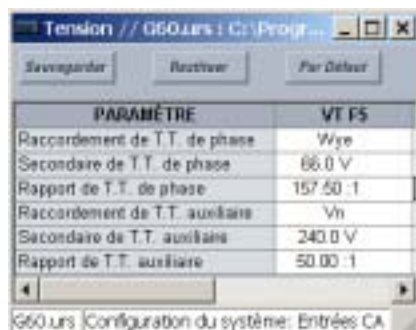 Tension // G60.urs : C:\Progr...
Sauvegarder Restituer Par Défaut
PARAMÈTRE VT F5
Raccordement de T.T. de phase Wye
Secondaire de T.T. de phase 66.0 V
Rapport de T.T. de phase 157.50 :1
Raccordement de T.T. auxiliaire Vn
Secondaire de T.T. auxiliaire 240.0 V
Rapport de T.T. auxiliaire 50.00 :1
G60.urs Configuration du système: Entrées CA